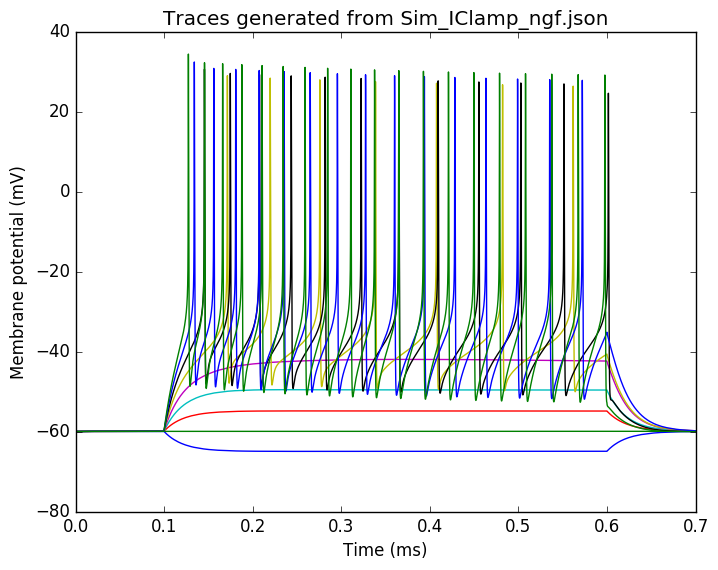 Traces generated from Sim_IClamp_ngf.json
40
20
0
−20
−40
−60
−80
Membrane potential (mV)
0.0 0.1 0.2 0.3 0.4 0.5 0.6 0.7
Time (ms)